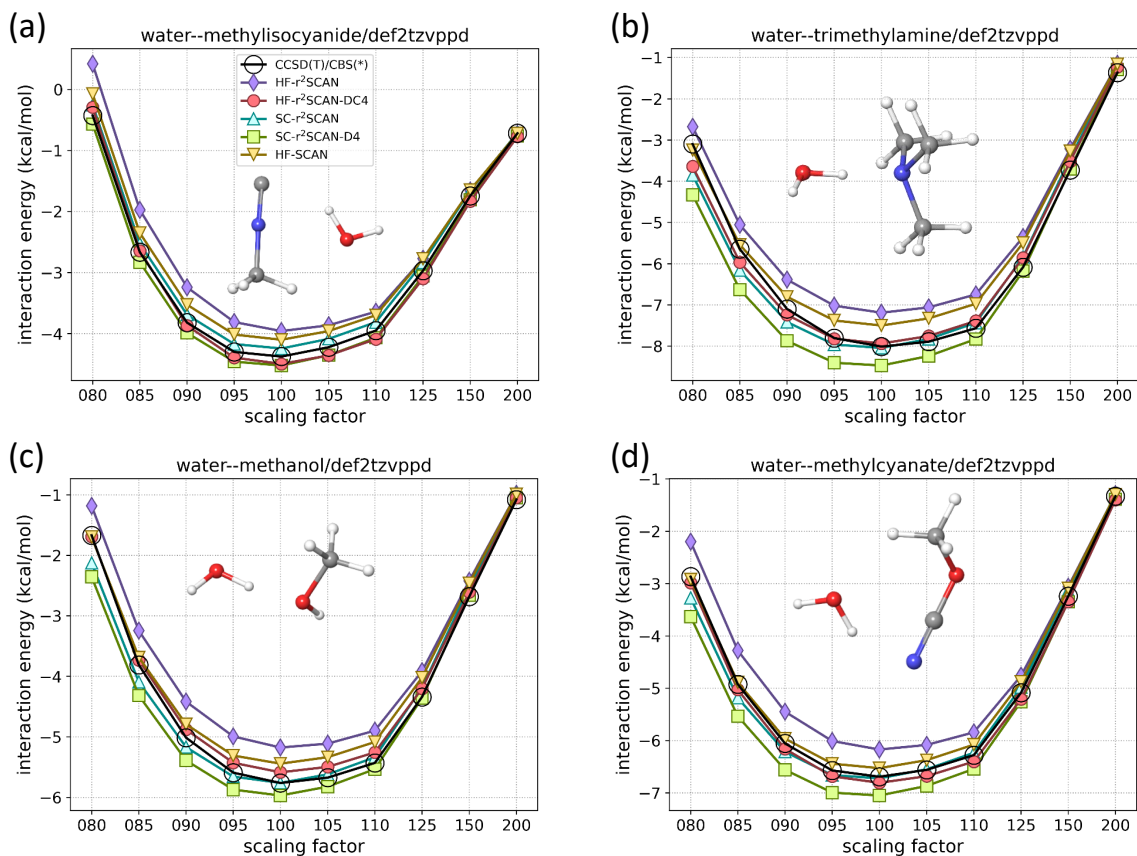 (a)
water--methylisocyanide/def2tzvppd
interaction energy (kcal/mol)
0
−1
−2
−3
−4
CCSD(T)/CBS(*)
HF-r²SCAN
HF-r²SCAN-DC4
SC-r²SCAN
SC-r²SCAN-D4
HF-SCAN
080 085 090 095 100 105 110 125 150 200
scaling factor
(b)
water--trimethylamine/def2tzvppd
interaction energy (kcal/mol)
−1
−2
−3
−4
−5
−6
−7
−8
080 085 090 095 100 105 110 125 150 200
scaling factor
(c)
water--methanol/def2tzvppd
interaction energy (kcal/mol)
−1
−2
−3
−4
−5
−6
080 085 090 095 100 105 110 125 150 200
scaling factor
(d)
water--methylcyanate/def2tzvppd
interaction energy (kcal/mol)
−1
−2
−3
−4
−5
−6
−7
080 085 090 095 100 105 110 125 150 200
scaling factor